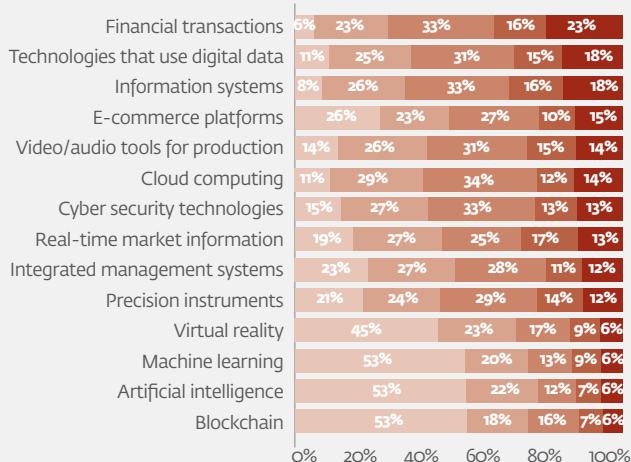 Financial transactions 6% 23% 33% 16% 23%
Technologies that use digital data 11% 25% 31% 15% 18%
Information systems 8% 26% 33% 16% 18%
E-commerce platforms 26% 23% 27% 10% 15%
Video/audio tools for production 14% 26% 31% 15% 14%
Cloud computing 11% 29% 34% 12% 14%
Cyber security technologies 15% 27% 33% 13% 13%
Real-time market information 19% 27% 25% 17% 13%
Integrated management systems 23% 27% 28% 11% 12%
Precision instruments 21% 24% 29% 14% 12%
Virtual reality 45% 23% 17% 9% 6%
Machine learning 53% 20% 13% 9% 6%
Artificial intelligence 53% 22% 12% 7% 6%
Blockchain 53% 18% 16% 7% 6%
0% 20% 40% 60% 80% 100%